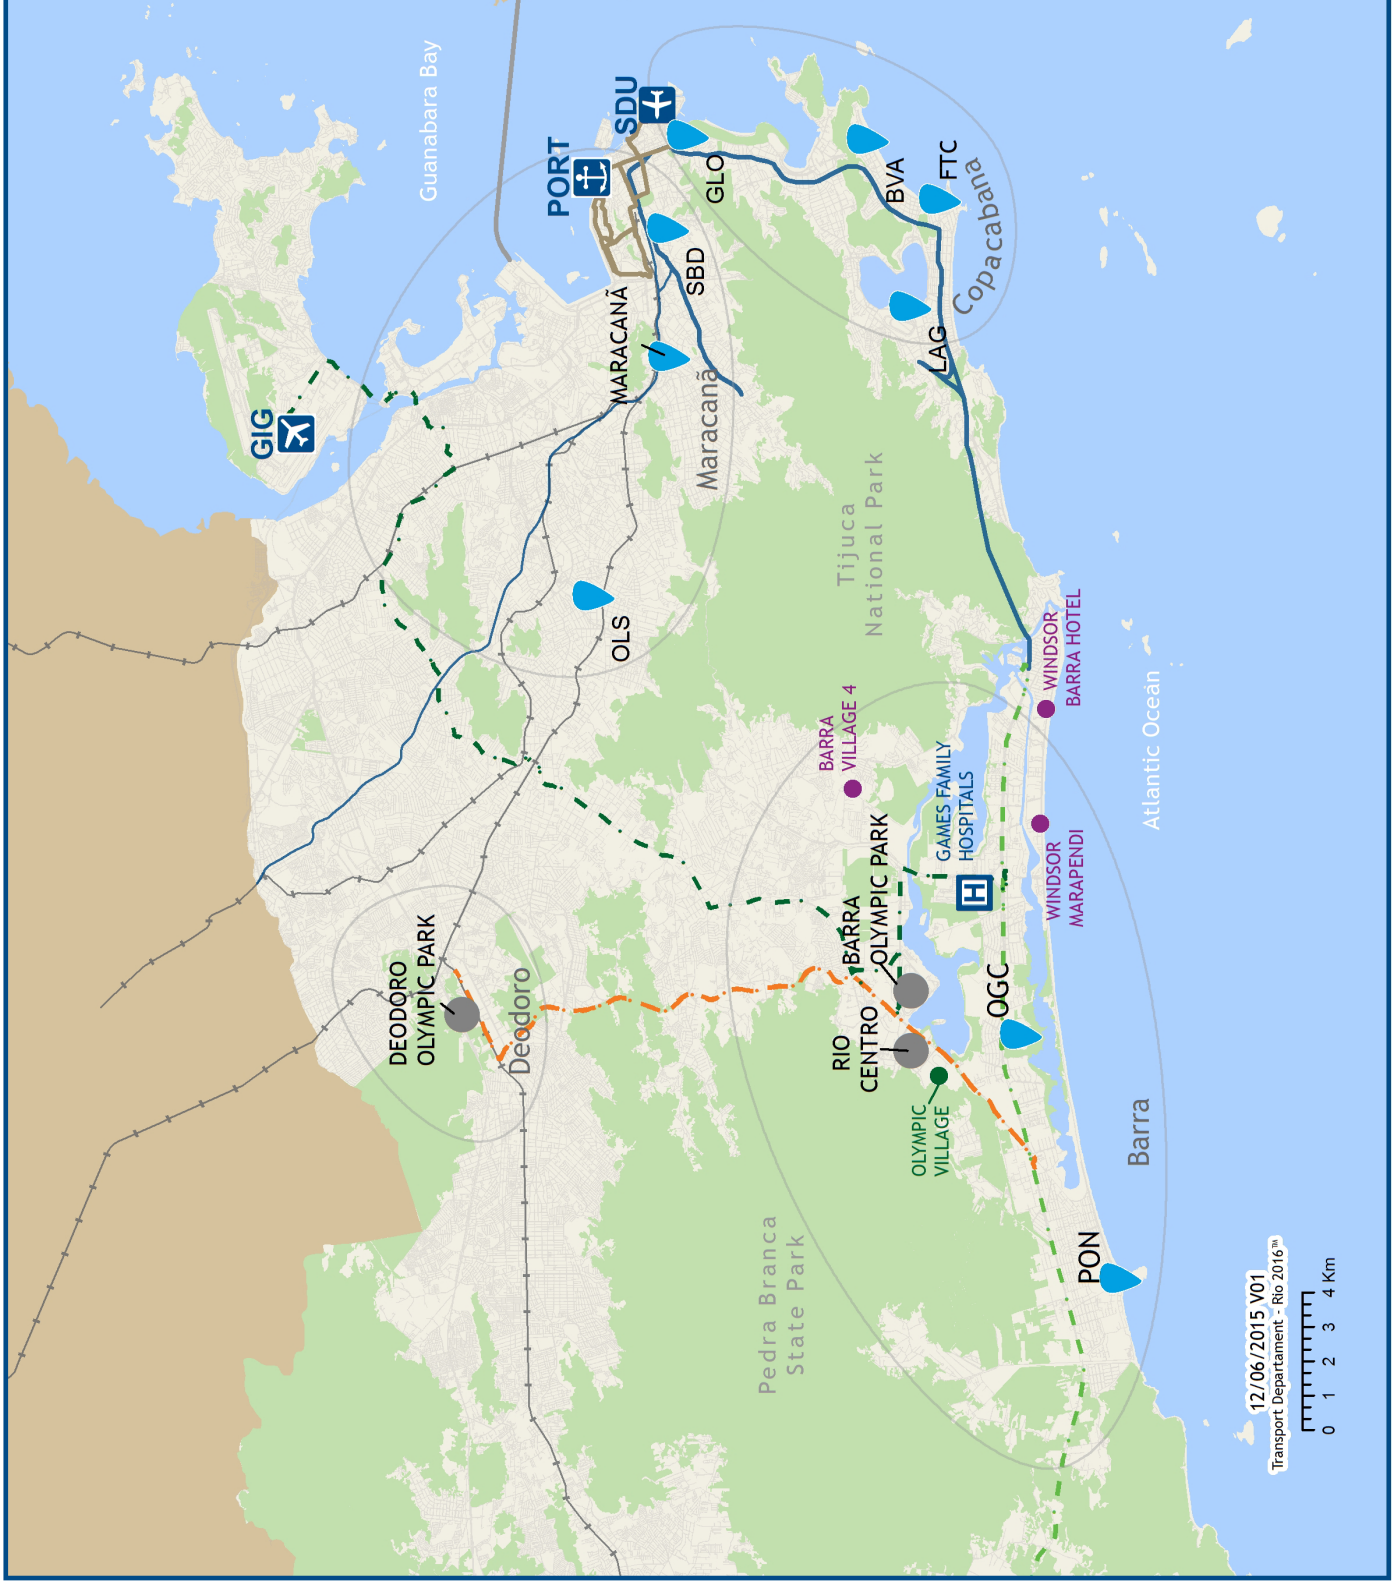 Guanabara Bay
GIG
PORT
SDU
GLO
SBD
MARACANÃ
Maracanã
BVA
FTC
Copacabana
LAG
OLS
Tijuca
National Park
DEODORO
OLYMPIC PARK
Deodoro
BARRA
VILLAGE 4
WINDSOR
BARRA HOTEL
GAMES FAMILY
HOSPITALS
H
WINDSOR
MARAPENDI
BARRA
OLYMPIC PARK
RIO
CENTRO
OLYMPIC
VILLAGE
OGC
Barra
PON
Pedra Branca
State Park
Atlantic Oceán
12/06/2015 V01
Transport Departament - Rio 2016™
0 1 2 3 4 Km